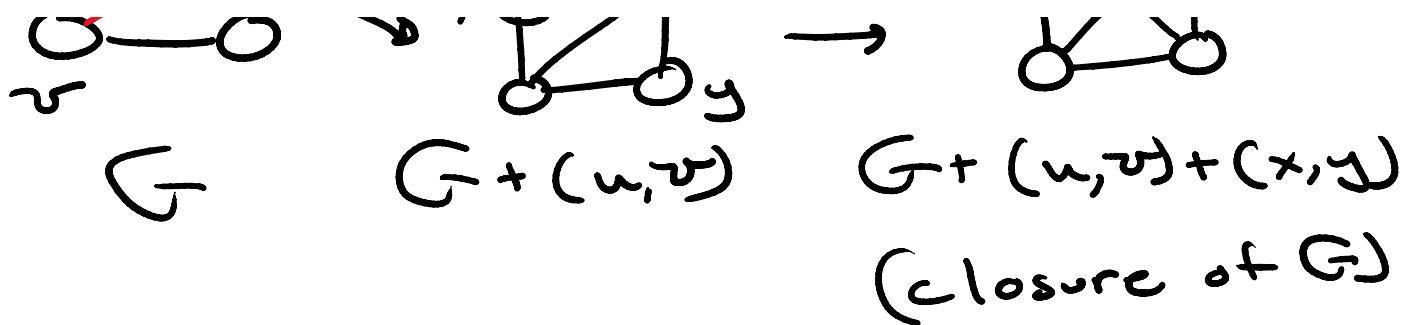 v y
G G + (u,v) G + (u,v) + (x,y)
(closure of G)